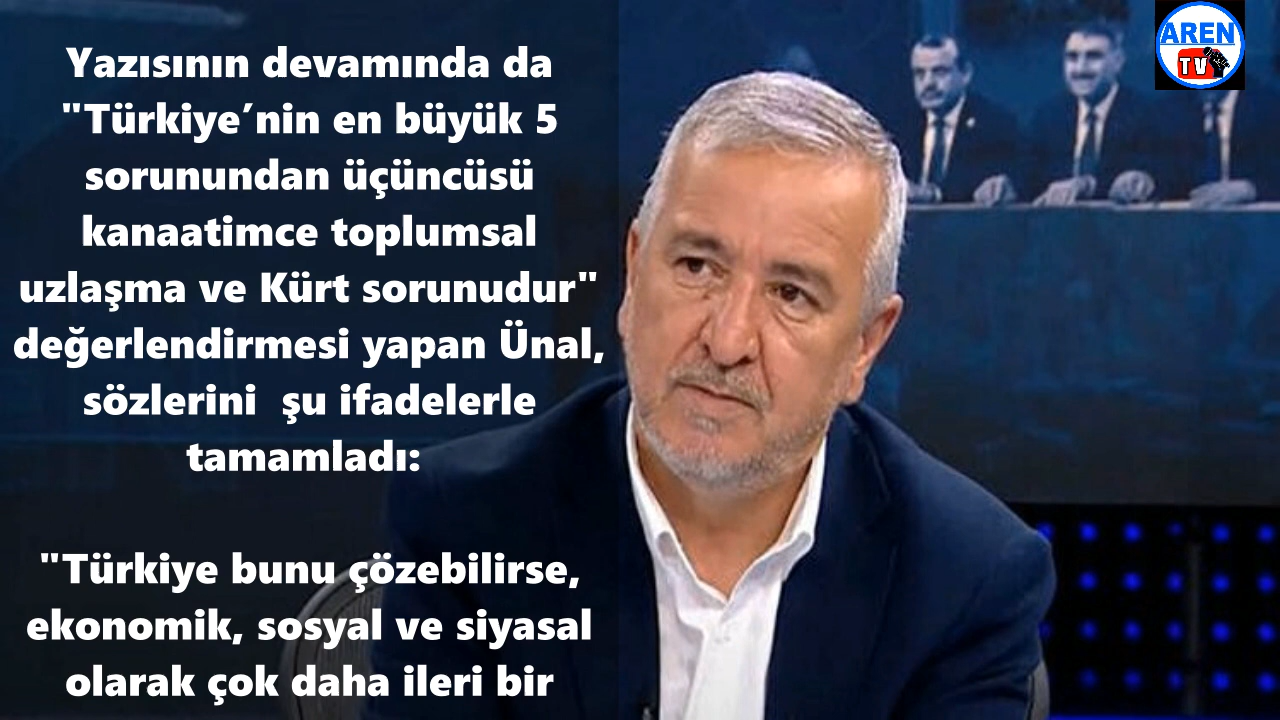 Yazısının devamında da
"Türkiye′nin en büyük 5
sorunundan üçüncüsü
kanaatimce toplumsal
uzlaşma ve Kürt sorunudur"
değerlendirmesi yapan Ünal,
sözlerini  şu ifadelerle
tamamladı:
"Türkiye bunu çözebilirse,
ekonomik, sosyal ve siyasal
olarak çok daha ileri bir
AREN
TV